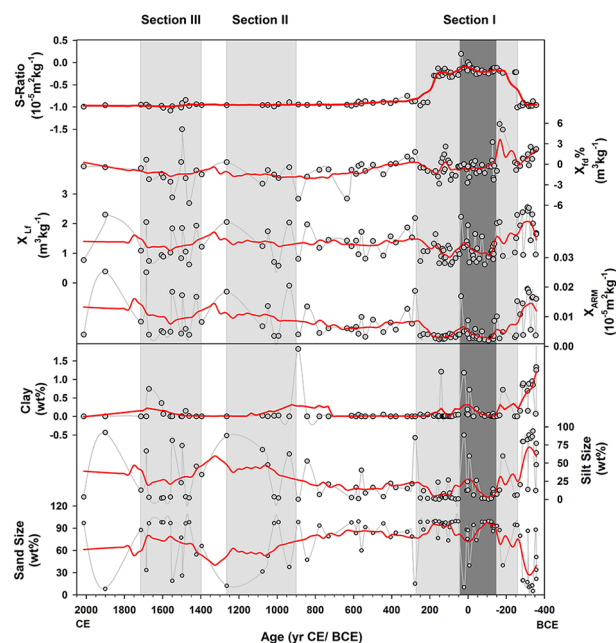 Section III Section II Section I
0.5
0.0
-0.5
-1.0
-1.5
S-Ratio
(10⁻⁵m²kg⁻¹)
6
3
0
-3
-6
X fd %
(m³kg⁻¹)
3
2
1
0
X Lf
(m³kg⁻¹)
0.03
0.02
0.01
0.00
X ARM
(10⁻⁵m²kg⁻¹)
1.5
1.0
0.5
0.0
-0.5
Clay
(wt%)
100
75
50
25
0
Silt Size
(wt%)
120
90
60
30
0
Sand Size
(wt%)
2000 1800 1600 1400 1200 1000 800 600 400 200 0 -200 -400
CE BCE
Age (yr CE/ BCE)